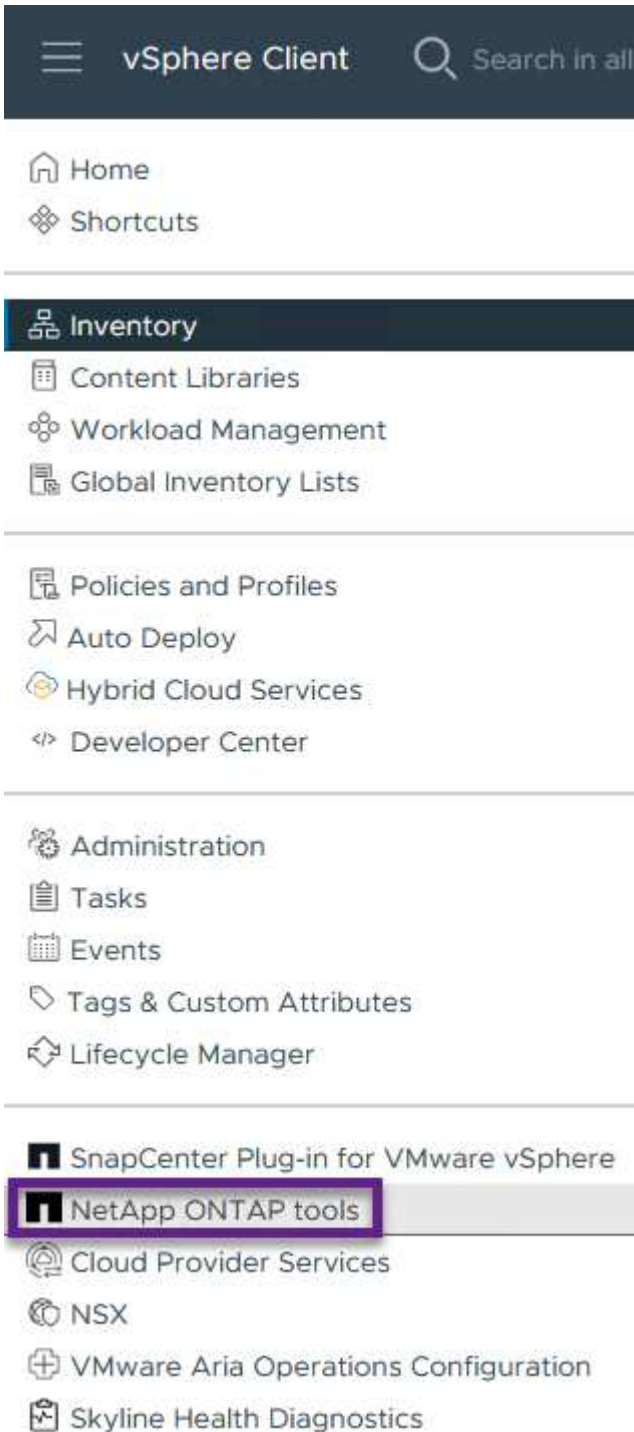 vSphere Client
Search in all
Home
Shortcuts
Inventory
Content Libraries
Workload Management
Global Inventory Lists
Policies and Profiles
Auto Deploy
Hybrid Cloud Services
Developer Center
Administration
Tasks
Events
Tags & Custom Attributes
Lifecycle Manager
SnapCenter Plug-in for VMware vSphere
NetApp ONTAP tools
Cloud Provider Services
NSX
VMware Aria Operations Configuration
Skyline Health Diagnostics